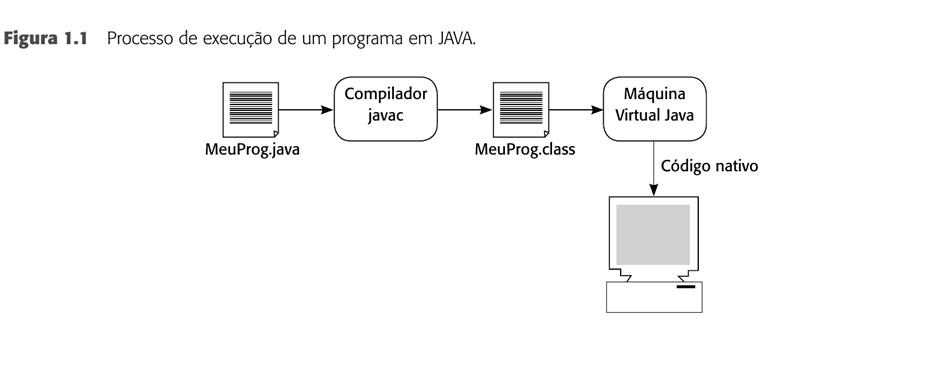 Figura 1.1 Processo de execução de um programa em JAVA.
Compilador
javac
Máquina
Virtual Java
MeuProg.java
MeuProg.class
Código nativo